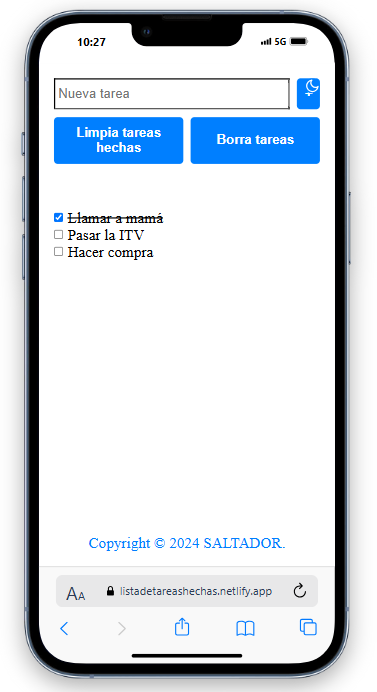 10:27
5G
Nueva tarea
+
Limpia tareas
hechas
Borra tareas
Llamar a mamá
Pasar la ITV
Hacer compra
Copyright © 2024 SALTADOR.
AA
listadetareashechas.netlify.app